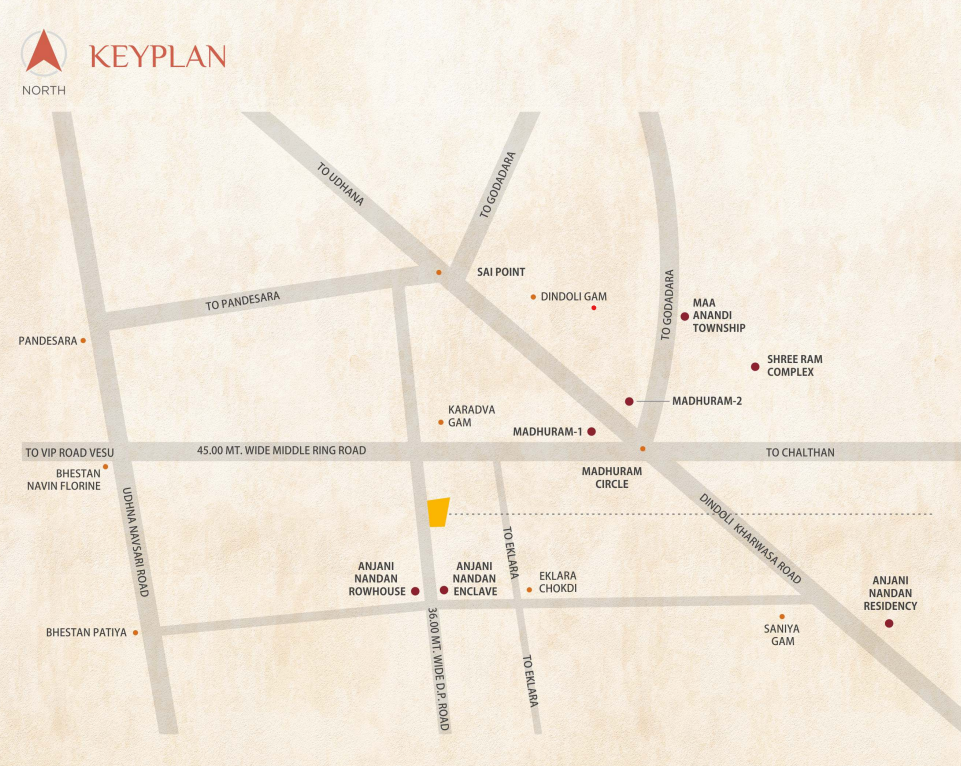 KEYPLAN
NORTH
TO UDHANA
TO GODADARA
SAI POINT
DINDOLI GAM
TO GODADARA
TO PANDESARA
MAA
ANANDI
TOWNSHIP
PANDESARA
SHREE RAM
COMPLEX
MADHURAM-2
KARADVA
GAM
MADHURAM-1
TO VIP ROAD VESU
45.00 MT. WIDE MIDDLE RING ROAD
TO CHALTHAN
BHESTAN
NAVIN FLORINE
MADHURAM
CIRCLE
UDHNA NAVSARI ROAD
DINDOLI KHARWASA ROAD
TO EKLARA
ANJANI
NANDAN
ROWHOUSE
ANJANI
NANDAN
ENCLAVE
EKLARA
CHOKDI
ANJANI
NANDAN
RESIDENCY
BHESTAN PATIYA
SANIYA
GAM
36.00 MT. WIDE D.P. ROAD
TO EKLARA